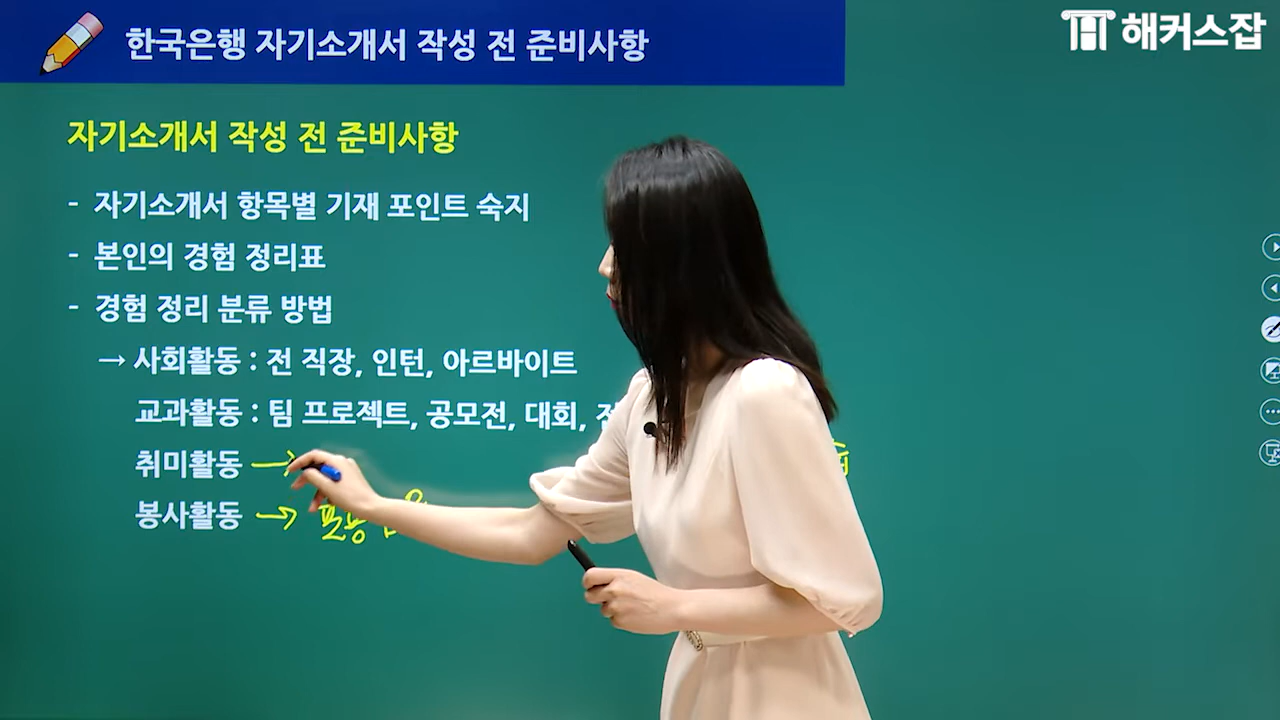 한국은행 자기소개서 작성 전 준비사항
해커스잡
자기소개서 작성 전 준비사항
- 자기소개서 항목별 기재 포인트 숙지
- 본인의 경험 정리표
- 경험 정리 분류 방법
→ 사회활동 : 전 직장, 인턴, 아르바이트
교과활동 : 팀 프로젝트, 공모전, 대회,
취미활동 →
봉사활동 →